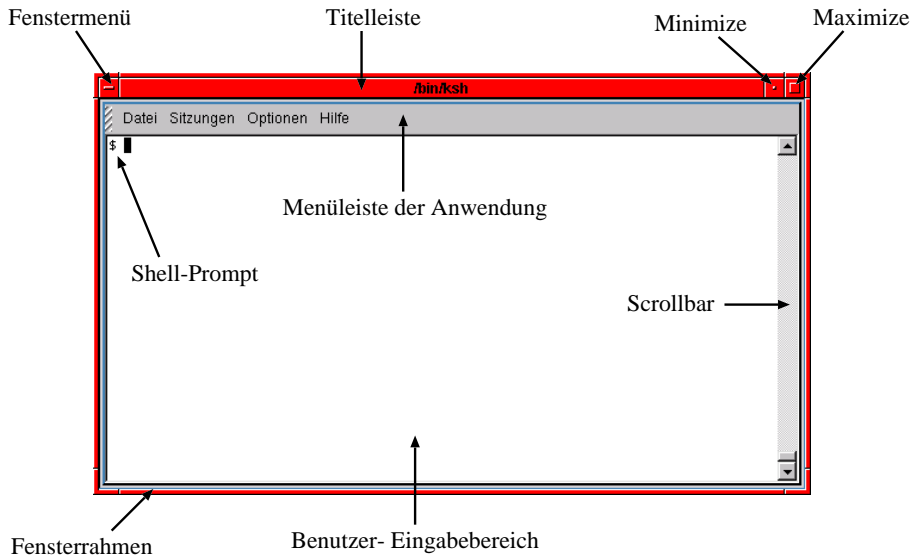 Fenstermenü
Titelleiste
Minimize
Maximize
/bin/ksh
Datei Sitzungen Optionen Hilfe
$
Menüleiste der Anwendung
Shell-Prompt
Scrollbar
Fensterrahmen
Benutzer- Eingabebereich